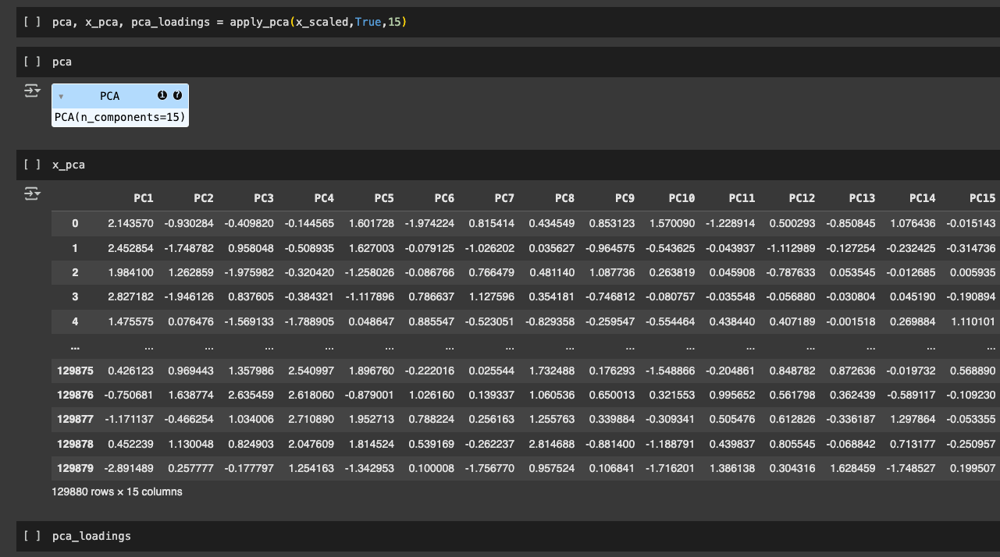 [ ] pca, x_pca, pca_loadings = apply_pca(x_scaled,True,15)
[ ] pca
PCA i ?
PCA(n_components=15)
[ ] x_pca
PC1 PC2 PC3 PC4 PC5 PC6 PC7 PC8 PC9 PC10 PC11 PC12 PC13 PC14 PC15
0 2.143570 -0.930284 -0.409820 -0.144565 1.601728 -1.974224 0.815414 0.434549 0.853123 1.570090 -1.228914 0.500293 -0.850845 1.076436 -0.015143
1 2.452854 -1.748782 0.958048 -0.508935 1.627003 -0.079125 -1.026202 0.035627 -0.964575 -0.543625 -0.043937 -1.112989 -0.127254 -0.232425 -0.314736
2 1.984100 1.262859 -1.975982 -0.320420 -1.258026 -0.086766 0.766479 0.481140 1.087736 0.263819 0.045908 -0.787633 0.053545 -0.012685 0.005935
3 2.827182 -1.946126 0.837605 -0.384321 -1.117896 0.786637 1.127596 0.354181 -0.746812 -0.080757 -0.035548 -0.056880 -0.030804 0.045190 -0.190894
4 1.475575 0.076476 -1.569133 -1.788905 0.048647 0.885547 -0.523051 -0.829358 -0.259547 -0.554464 0.438440 0.407189 -0.001518 0.269884 1.110101
... ... ... ... ... ... ... ... ... ... ... ... ... ... ... ...
129875 0.426123 0.969443 1.357986 2.540997 1.896760 -0.222016 0.025544 1.732488 0.176293 -1.548866 -0.204861 0.848782 0.872636 -0.019732 0.568890
129876 -0.750681 1.638774 2.635459 2.618060 -0.879001 1.026160 0.139337 1.060536 0.650013 0.321553 0.995652 0.561798 0.362439 -0.589117 -0.109230
129877 -1.171137 -0.466254 1.034006 2.710890 1.952713 0.788224 0.256163 1.255763 0.339884 -0.309341 0.505476 0.612826 -0.336187 1.297864 -0.053355
129878 0.452239 1.130048 0.824903 2.047609 1.814524 0.539169 -0.262237 2.814688 -0.881400 -1.188791 0.439837 0.805545 -0.068842 0.713177 -0.250957
129879 -2.891489 0.257777 -0.177797 1.254163 -1.342953 0.100008 -1.756770 0.957524 0.106841 -1.716201 1.386138 0.304316 1.628459 -1.748527 0.199507
129880 rows × 15 columns
[ ] pca_loadings